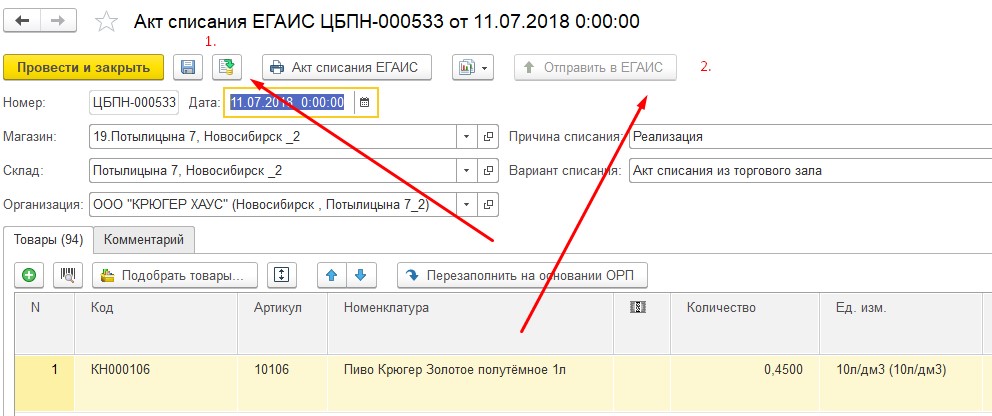 Акт списания ЕГАИС ЦБПН-000533 от 11.07.2018 0:00:00
1.
Провести и закрыть Акт списания ЕГАИС Отправить в ЕГАИС 2.
Номер: ЦБПН-000533 Дата: 11.07.2018 0:00:00
Магазин: 19.Потылицына 7, Новосибирск _2 Причина списания: Реализация
Склад: Потылицына 7, Новосибирск _2 Вариант списания: Акт списания из торгового зала
Организация: ООО "КРЮГЕР ХАУС" (Новосибирск , Потылицына 7_2)
Товары (94) Комментарий
Подобрать товары... Перезаполнить на основании ОРП
N Код Артикул Номенклатура Количество Ед. изм.
1 КН000106 10106 Пиво Крюгер Золотое полутёмное 1л 0,4500 10л/дм3 (10л/дм3)